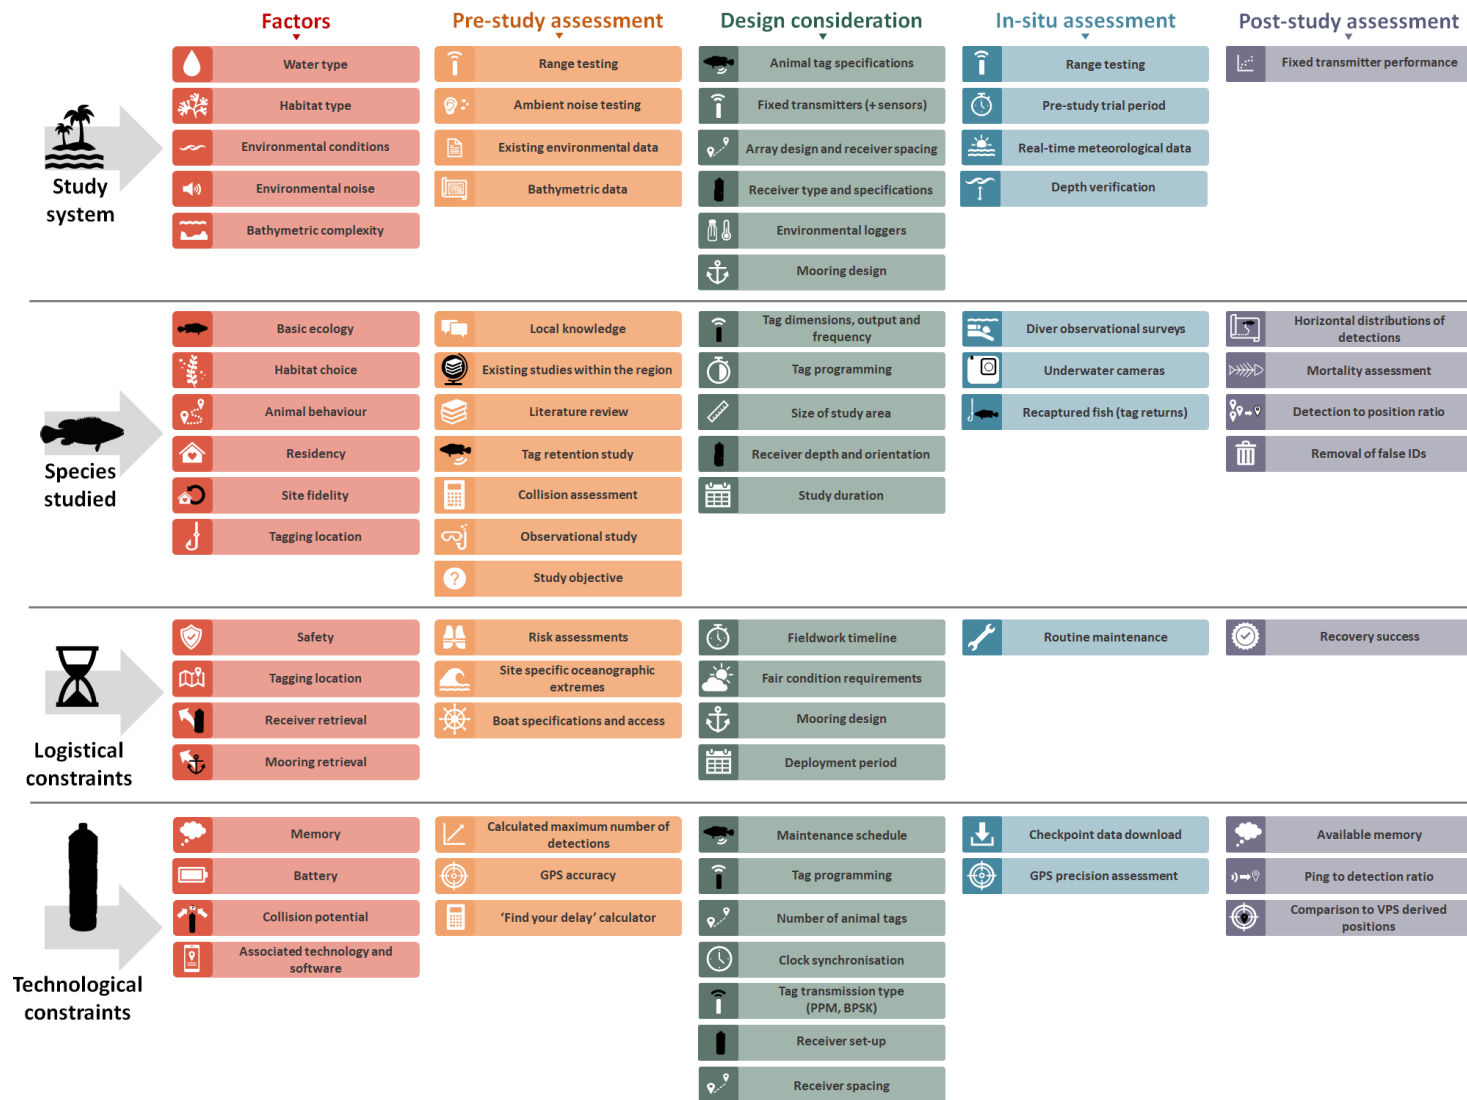 Factors
Pre-study assessment
Design consideration
In-situ assessment
Post-study assessment
Study
system
Water type
Habitat type
Environmental conditions
Environmental noise
Bathymetric complexity
Range testing
Ambient noise testing
Existing environmental data
Bathymetric data
Animal tag specifications
Fixed transmitters (+ sensors)
Array design and receiver spacing
Receiver type and specifications
Environmental loggers
Mooring design
Range testing
Pre-study trial period
Real-time meteorological data
Depth verification
Fixed transmitter performance
Species
studied
Basic ecology
Habitat choice
Animal behaviour
Residency
Site fidelity
Tagging location
Local knowledge
Existing studies within the region
Literature review
Tag retention study
Collision assessment
Observational study
?
Study objective
Tag dimensions, output and
frequency
Tag programming
Size of study area
Receiver depth and orientation
Study duration
Diver observational surveys
Underwater cameras
Recaptured fish (tag returns)
Horizontal distributions of
detections
Mortality assessment
Detection to position ratio
Removal of false IDs
Logistical
constraints
Safety
Tagging location
Receiver retrieval
Mooring retrieval
Risk assessments
Site specific oceanographic
extremes
Boat specifications and access
Fieldwork timeline
Fair condition requirements
Mooring design
Deployment period
Routine maintenance
Recovery success
Technological
constraints
Memory
Battery
Collision potential
Associated technology and
software
Calculated maximum number of
detections
GPS accuracy
‘Find your delay’ calculator
Maintenance schedule
Tag programming
Number of animal tags
Clock synchronisation
Tag transmission type
(PPM, BPSK)
Receiver set-up
Receiver spacing
Checkpoint data download
GPS precision assessment
Available memory
Ping to detection ratio
Comparison to VPS derived
positions